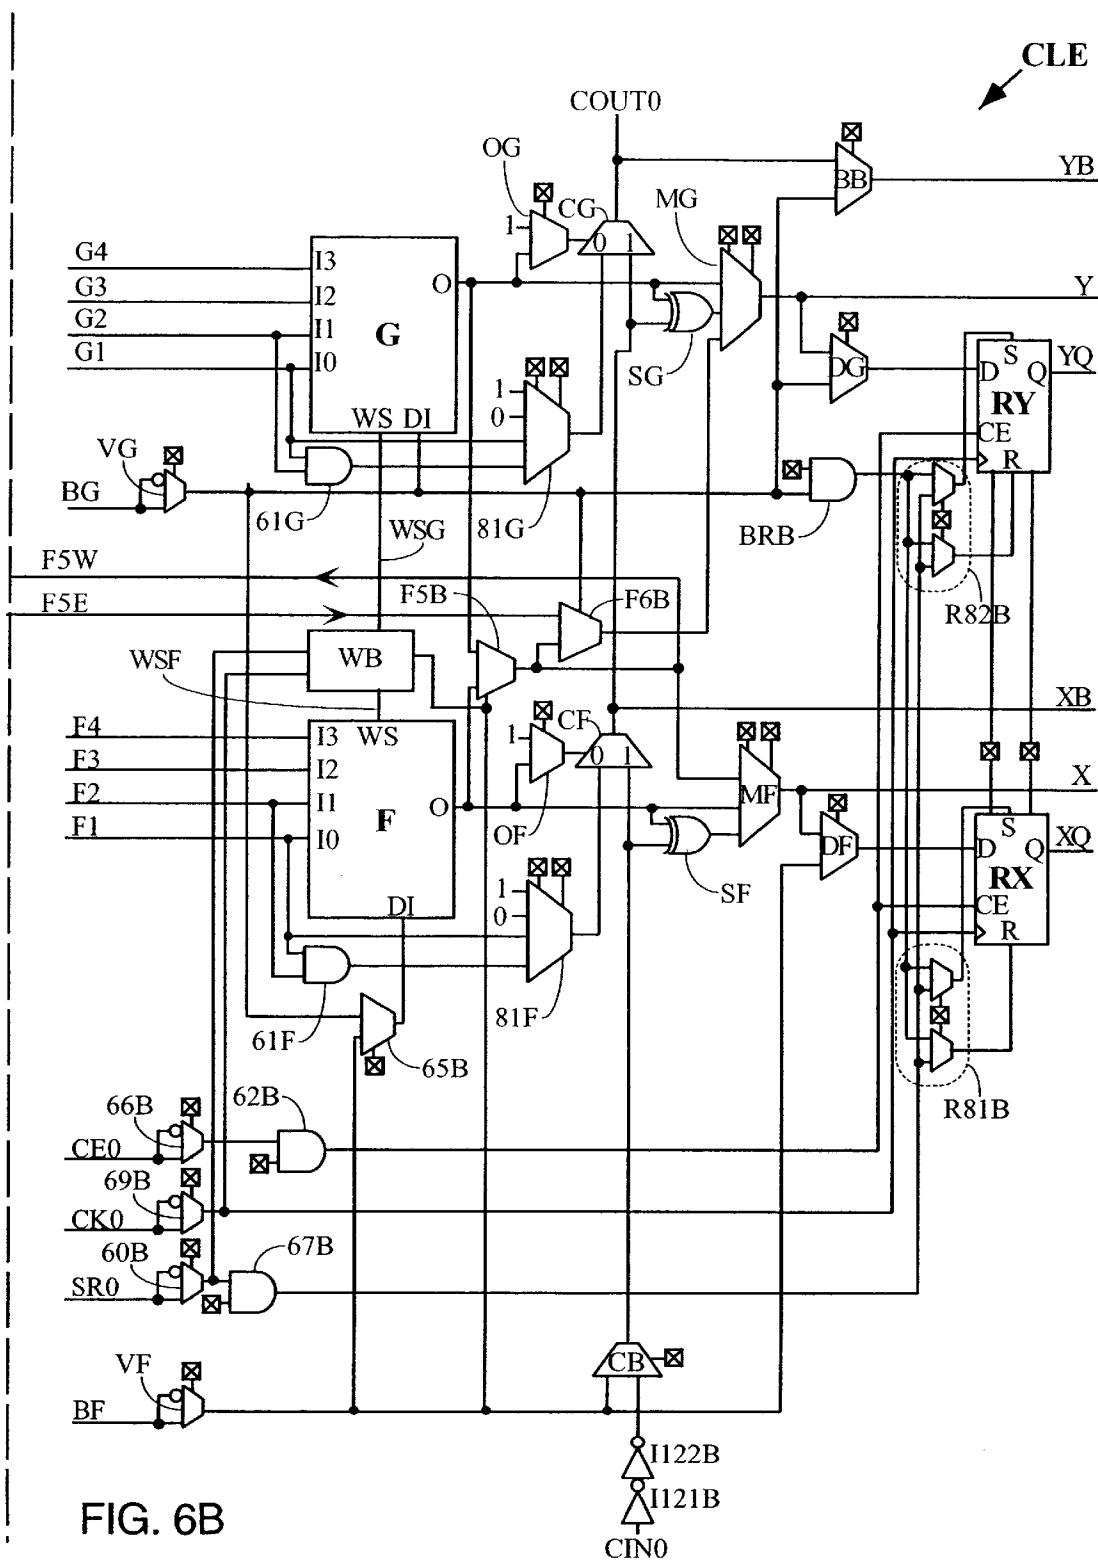 CLE
COUT0
OG
CG
MG
BB
YB
1
0 1
G4
I3
G3
I2
O
Y
G2
I1
G
G1
I0
SG
DG
S
D
Q
YQ
RY
1
0
WS DI
CE
R
VG
BG
61G
81G
BRB
WSG
F5W
F5B
F6B
R82B
F5E
WB
WSF
XB
CF
F4
I3 WS
1
0 1
F3
I2
F2
I1
O
MF
X
F
F1
I0
OF
DF
S
D
Q
XQ
SF
RX
1
0
DI
CE
R
61F
81F
65B
R81B
66B
62B
CE0
69B
CK0
60B
67B
SR0
VF
CB
BF
I122B
I121B
CIN0
FIG. 6B